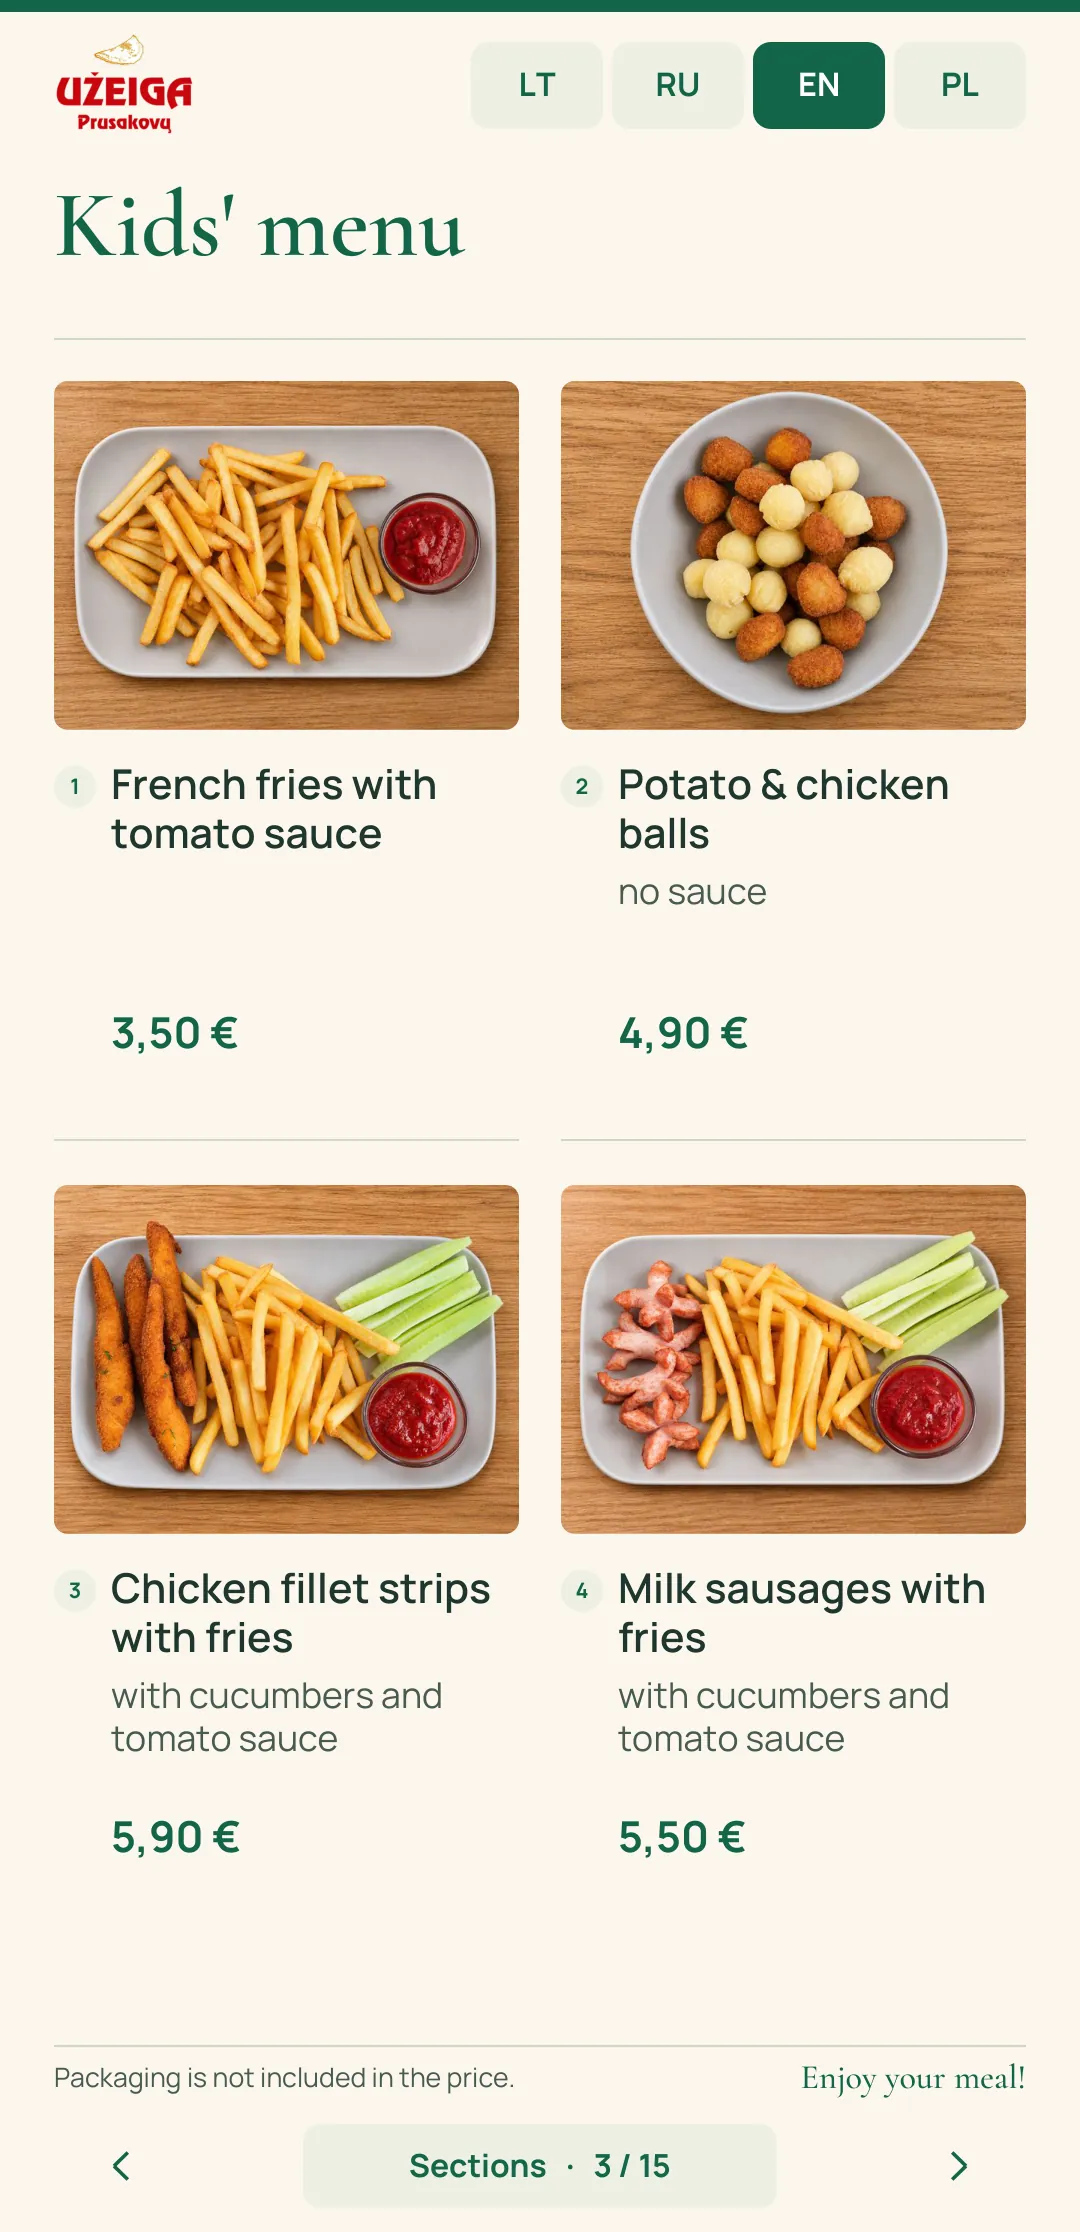 UŽEIGA
Prusakovų
LT
RU
EN
PL
Kids' menu
1
French fries with
tomato sauce
3,50 €
2
Potato & chicken
balls
no sauce
4,90 €
3
Chicken fillet strips
with fries
with cucumbers and
tomato sauce
5,90 €
4
Milk sausages with
fries
with cucumbers and
tomato sauce
5,50 €
Packaging is not included in the price.
Enjoy your meal!
Sections · 3 / 15